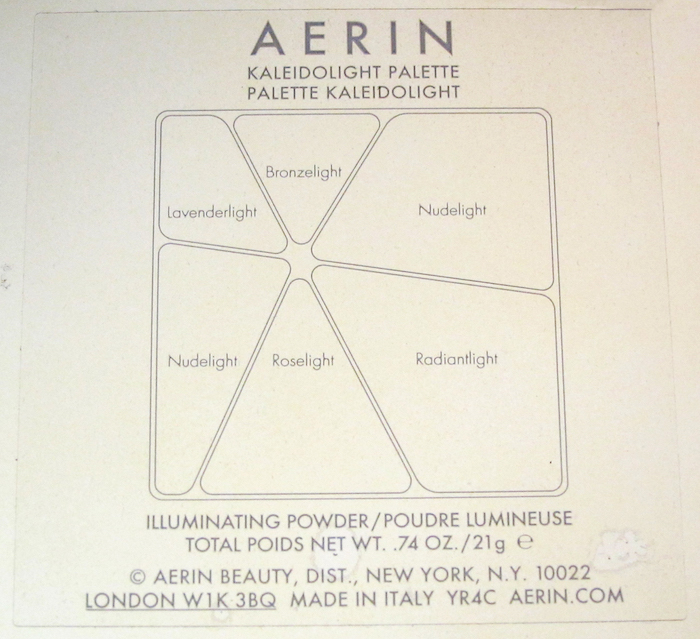 AERIN
KALEIDOLIGHT PALETTE
PALETTE KALEIDOLIGHT
Bronzelight
Lavenderlight
Nudelight
Nudelight
Roselight
Radiantlight
ILLUMINATING POWDER/POUDRE LUMINEUSE
TOTAL POIDS NET WT. .74 OZ./21g ℮
© AERIN BEAUTY, DIST., NEW YORK, N.Y. 10022
LONDON W1K 3BQ MADE IN ITALY YR4C AERIN.COM